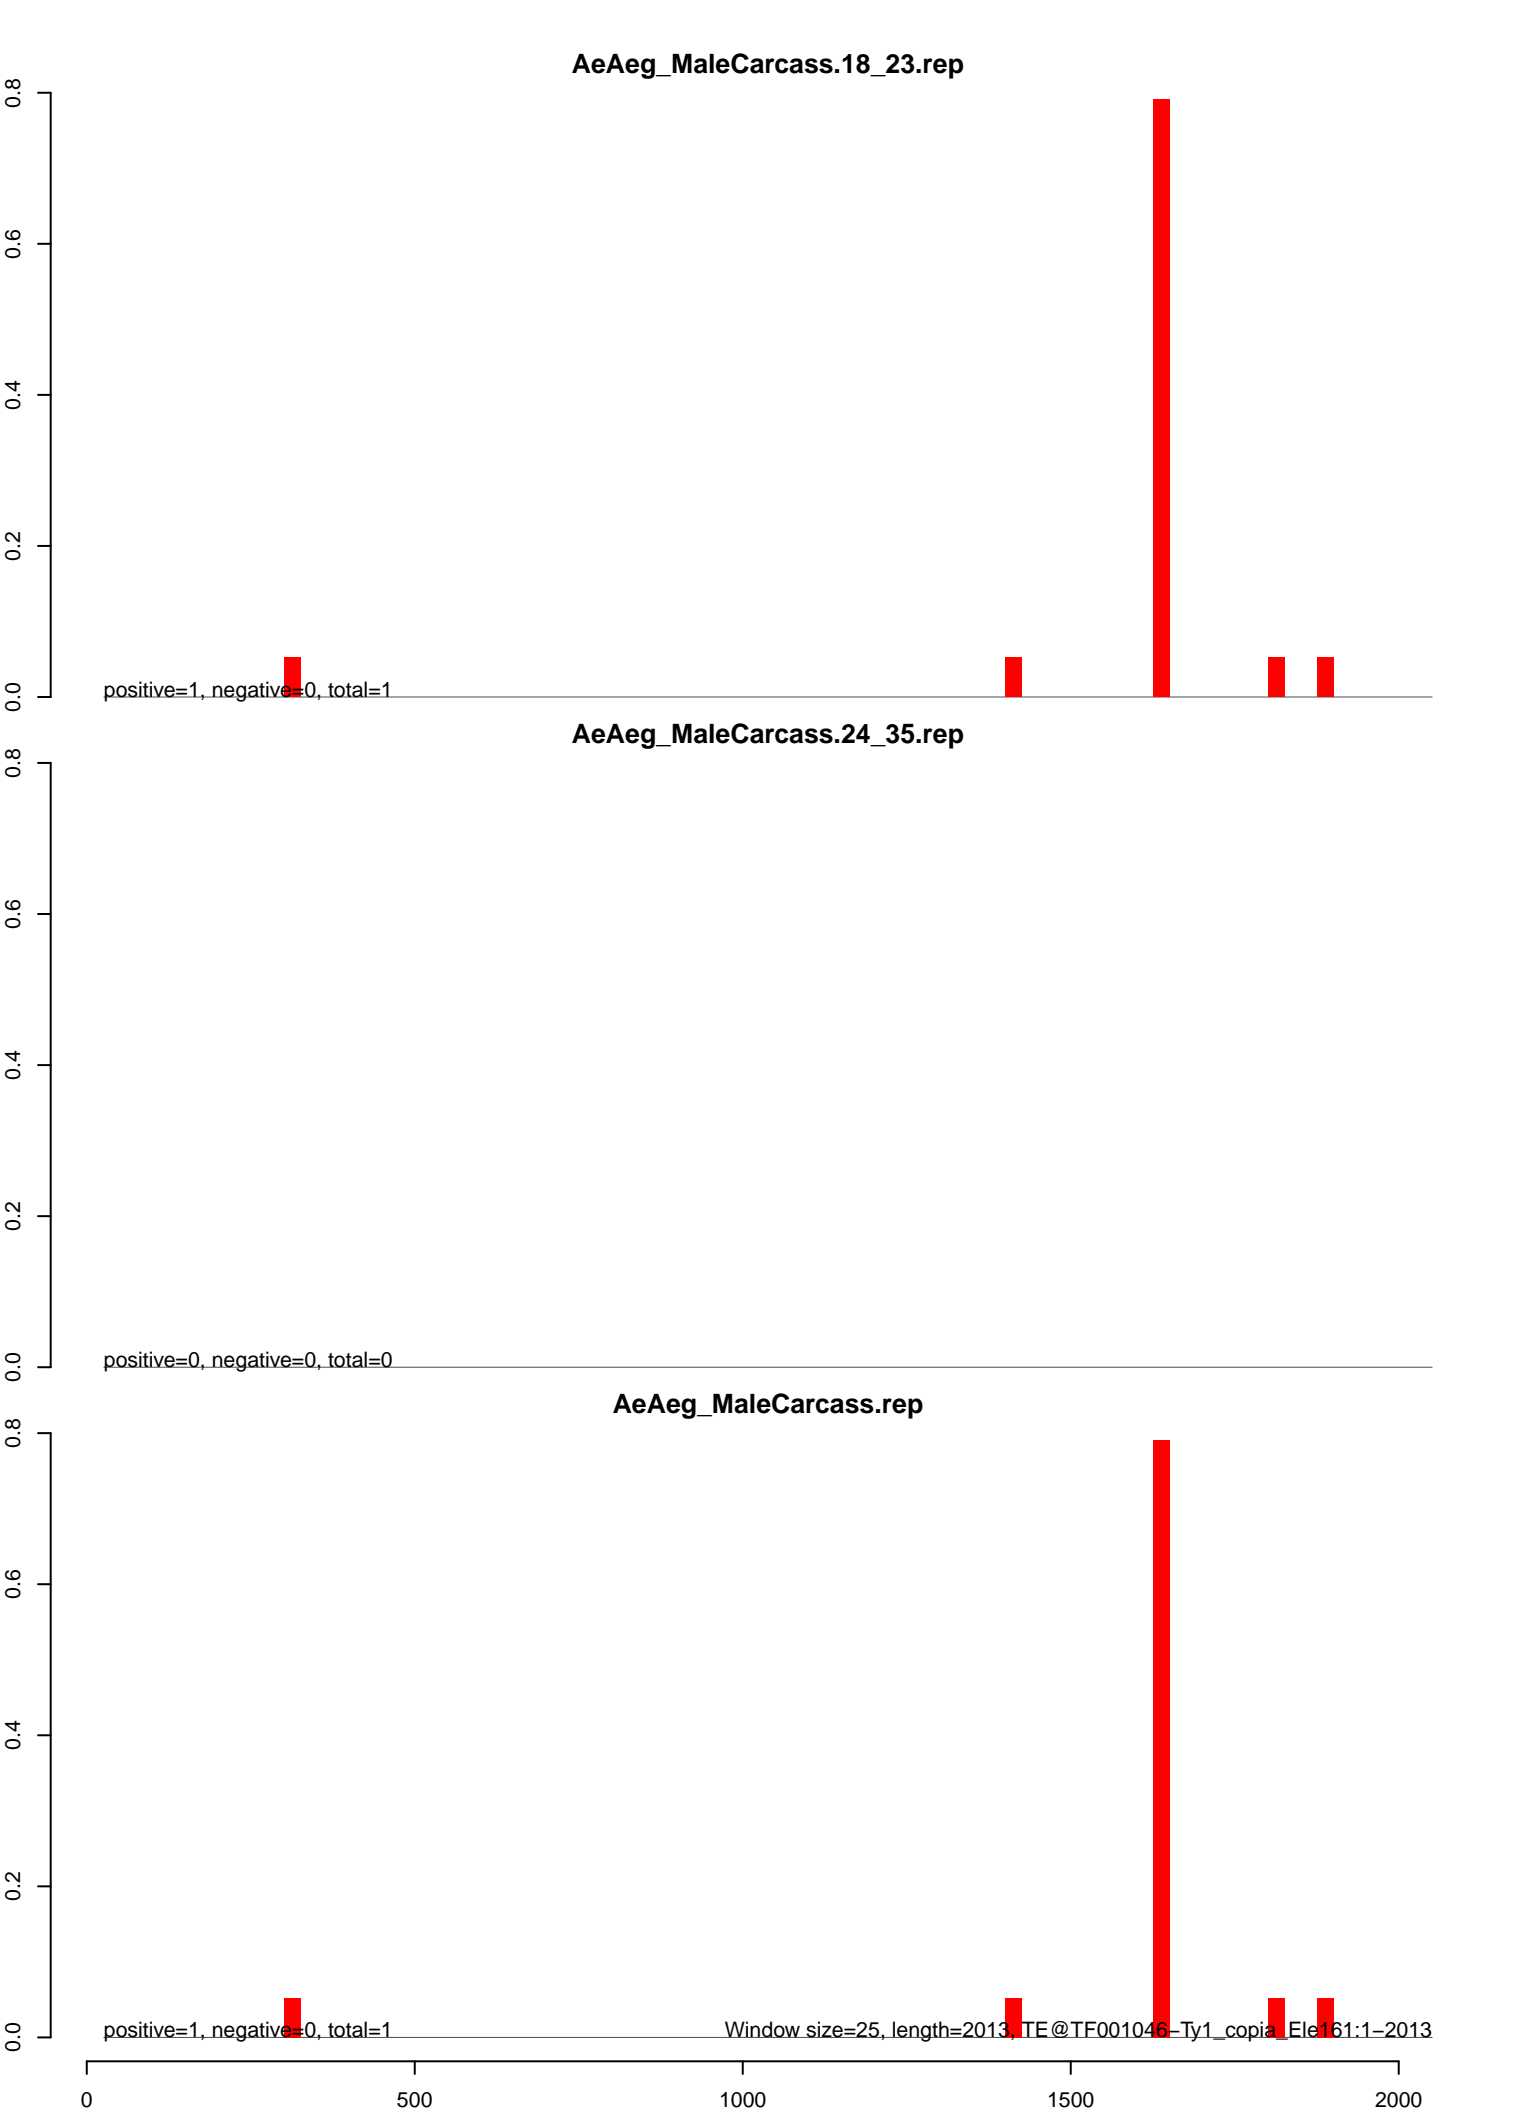 AeAeg_MaleCarcass.18_23.rep
0.8
0.6
0.4
0.2
0.0
positive=1, negative=0, total=1
AeAeg_MaleCarcass.24_35.rep
0.8
0.6
0.4
0.2
0.0
positive=0, negative=0, total=0
AeAeg_MaleCarcass.rep
0.8
0.6
0.4
0.2
0.0
positive=1, negative=0, total=1
Window size=25, length=2013, TE@TF001046−Ty1_copia_Ele161:1−2013
0 500 1000 1500 2000